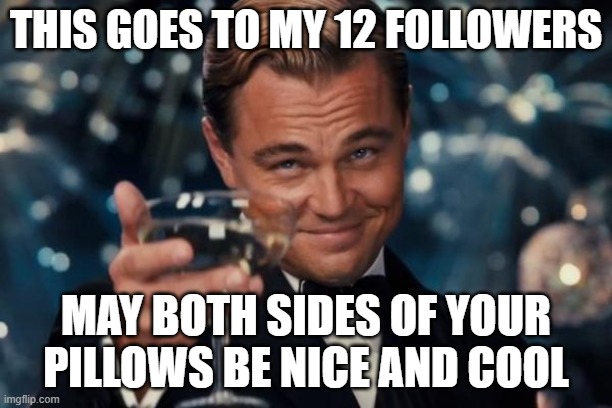 THIS GOES TO MY 12 FOLLOWERS
MAY BOTH SIDES OF YOUR
PILLOWS BE NICE AND COOL
imgflip.com